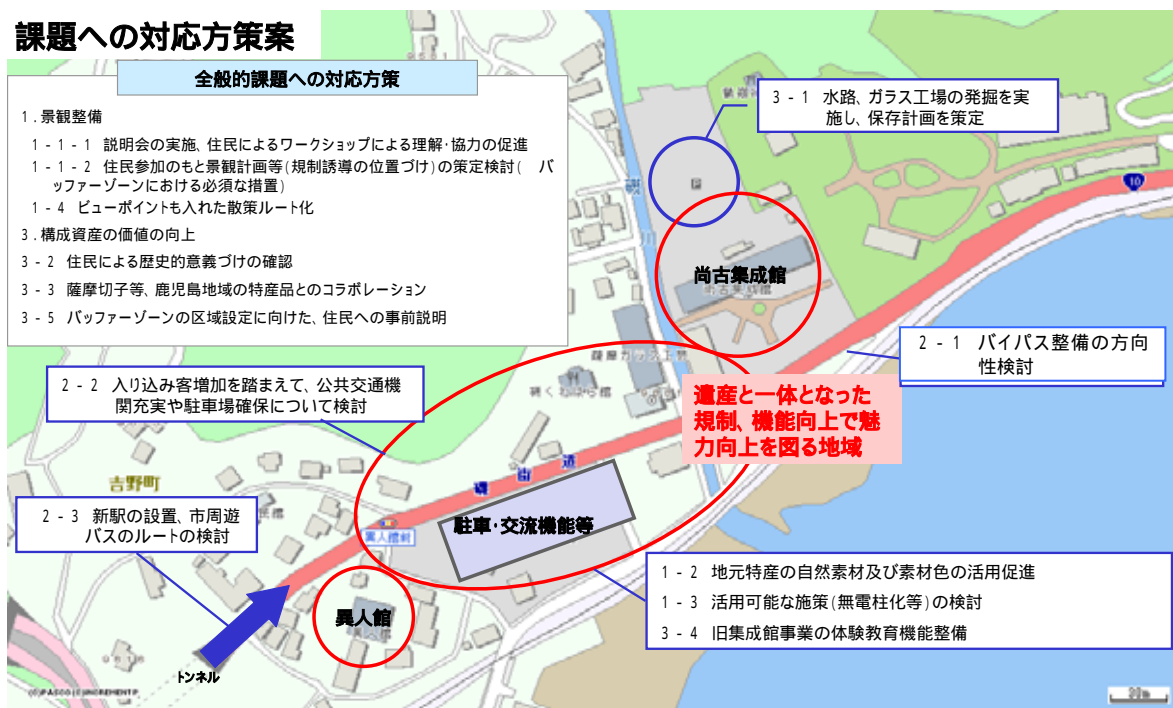 課題への対応方策案
全般的課題への対応方策
1.景観整備
1-1-1 説明会の実施、住民によるワークショップによる理解・協力の促進
1-1-2 住民参加のもと景観計画等(規制誘導の位置づけ)の策定検討( バ
ッファーゾーンにおける必須な措置)
1-4 ビューポイントも入れた散策ルート化
3.構成資産の価値の向上
3-2 住民による歴史的意義づけの確認
3-3 薩摩切子等、鹿児島地域の特産品とのコラボレーション
3-5 バッファーゾーンの区域設定に向けた、住民への事前説明
3-1 水路、ガラス工場の発掘を実
施し、保存計画を策定
10
P
川
尚古集成館
尚古集成館
2-1 バイパス整備の方向
性検討
2-2 入り込み客増加を踏まえて、公共交通機
関充実や駐車場確保について検討
遺産と一体となった
規制、機能向上で魅
力向上を図る地域
吉野町
磯街道
2-3 新駅の設置、市周遊
バスのルートの検討
異人館前
駐車・交流機能等
1-2 地元特産の自然素材及び素材色の活用促進
1-3 活用可能な施策(無電柱化等)の検討
3-4 旧集成館事業の体験教育機能整備
異人館
トンネル
(C)PASCO (C)INCREMENT P
30m